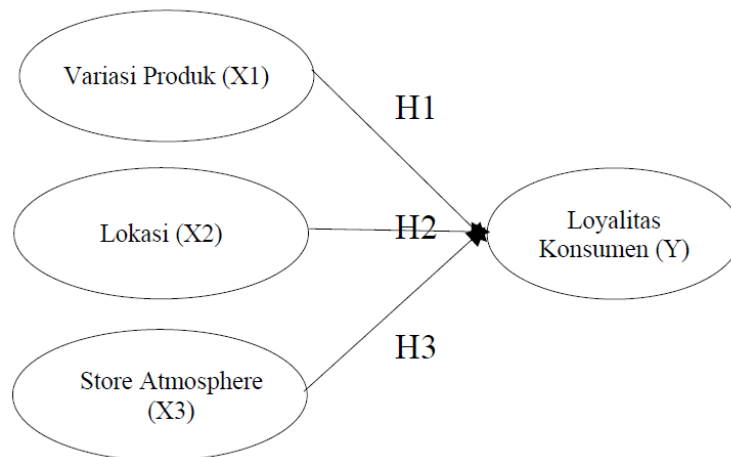 Variasi Produk (X1)
H1
Lokasi (X2)
H2
Loyalitas
Konsumen (Y)
H3
Store Atmosphere
(X3)